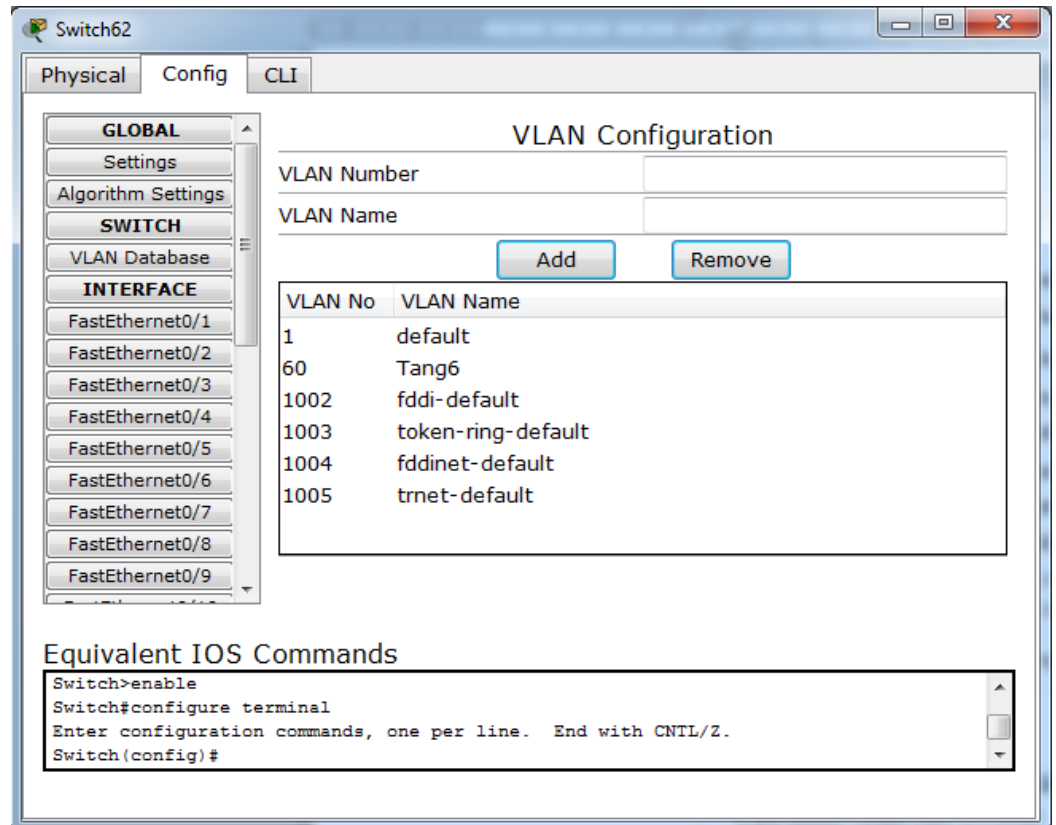 Switch62
Physical Config CLI
GLOBAL
Settings
Algorithm Settings
SWITCH
VLAN Database
INTERFACE
FastEthernet0/1
FastEthernet0/2
FastEthernet0/3
FastEthernet0/4
FastEthernet0/5
FastEthernet0/6
FastEthernet0/7
FastEthernet0/8
FastEthernet0/9
VLAN Configuration
VLAN Number
VLAN Name
Add Remove
VLAN No VLAN Name
1 default
60 Tang6
1002 fddi-default
1003 token-ring-default
1004 fddinet-default
1005 trnet-default
Equivalent IOS Commands
Switch>enable
Switch#configure terminal
Enter configuration commands, one per line. End with CNTL/Z.
Switch(config)#